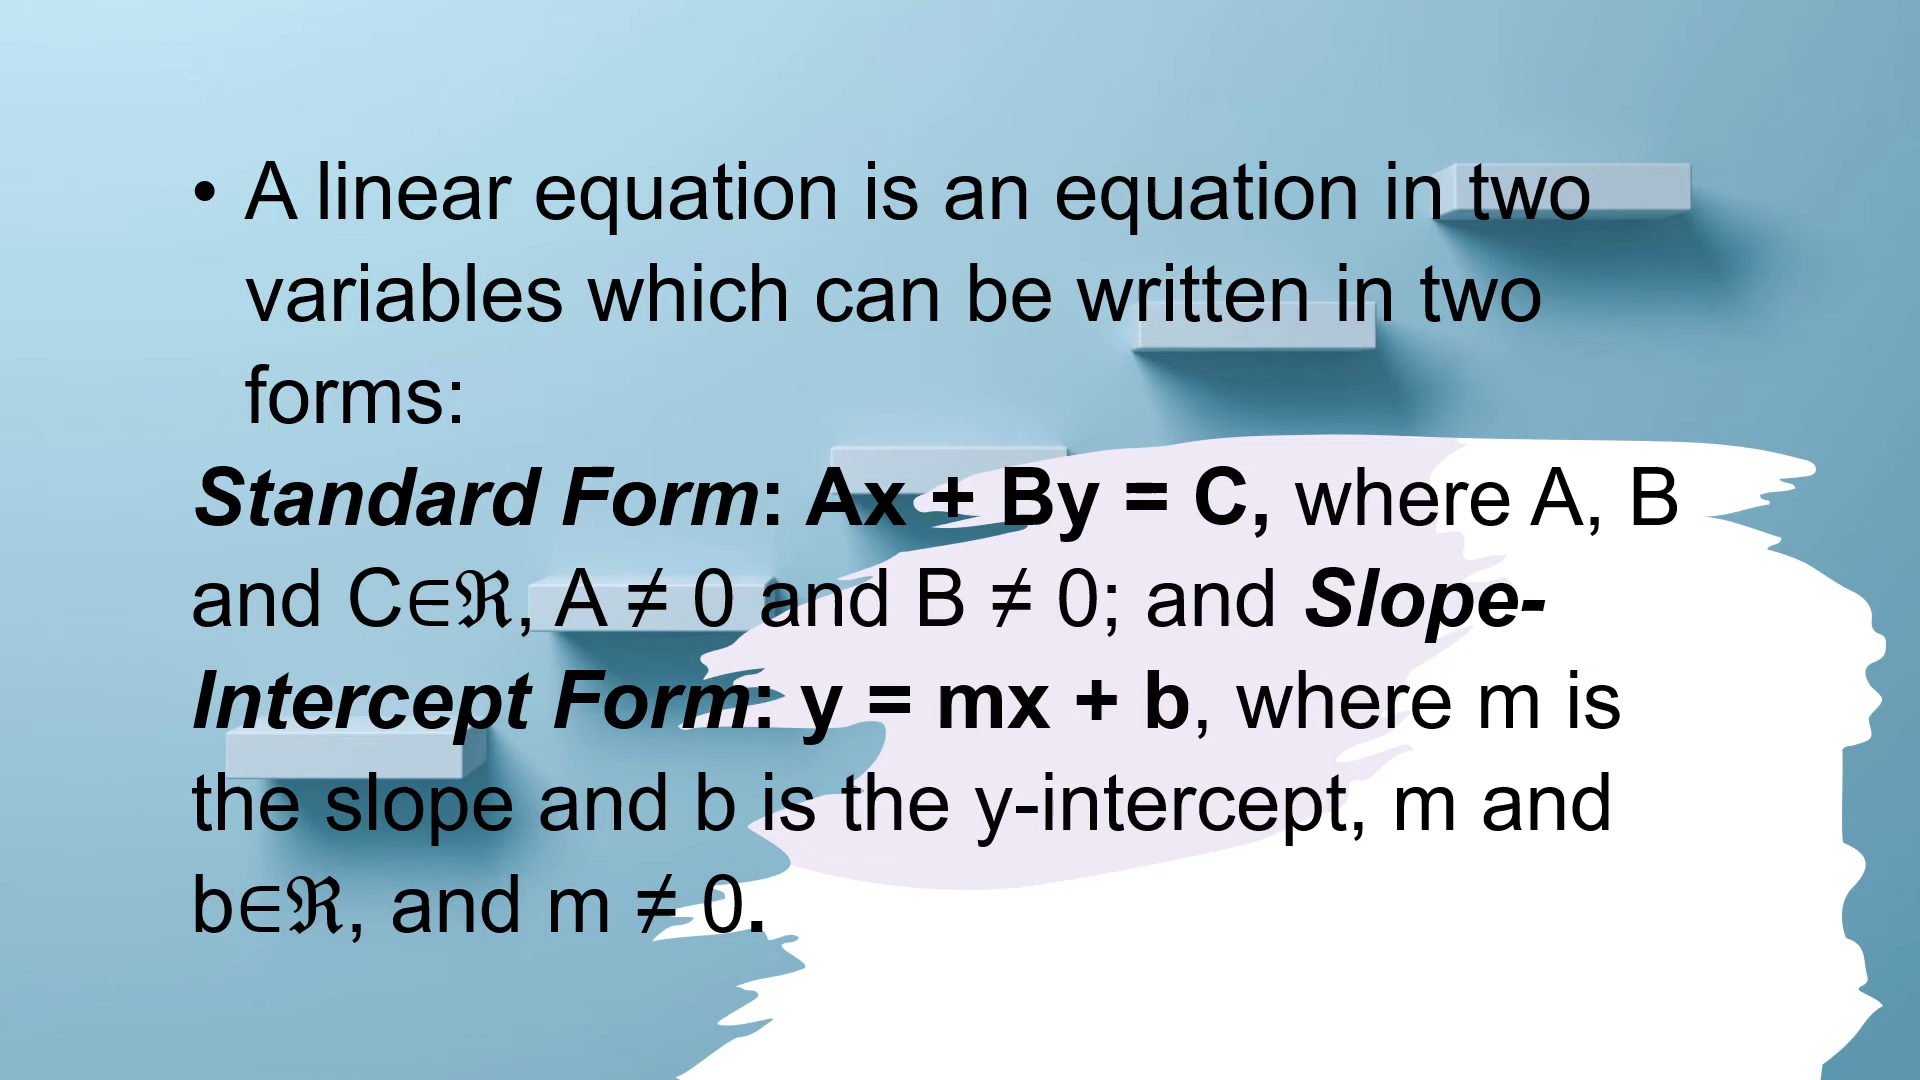 • A linear equation is an equation in two
variables which can be written in two
forms:
Standard Form: Ax + By = C, where A, B
and C∈ℜ, A ≠ 0 and B ≠ 0; and Slope-
Intercept Form: y = mx + b, where m is
the slope and b is the y-intercept, m and
b∈ℜ, and m ≠ 0.